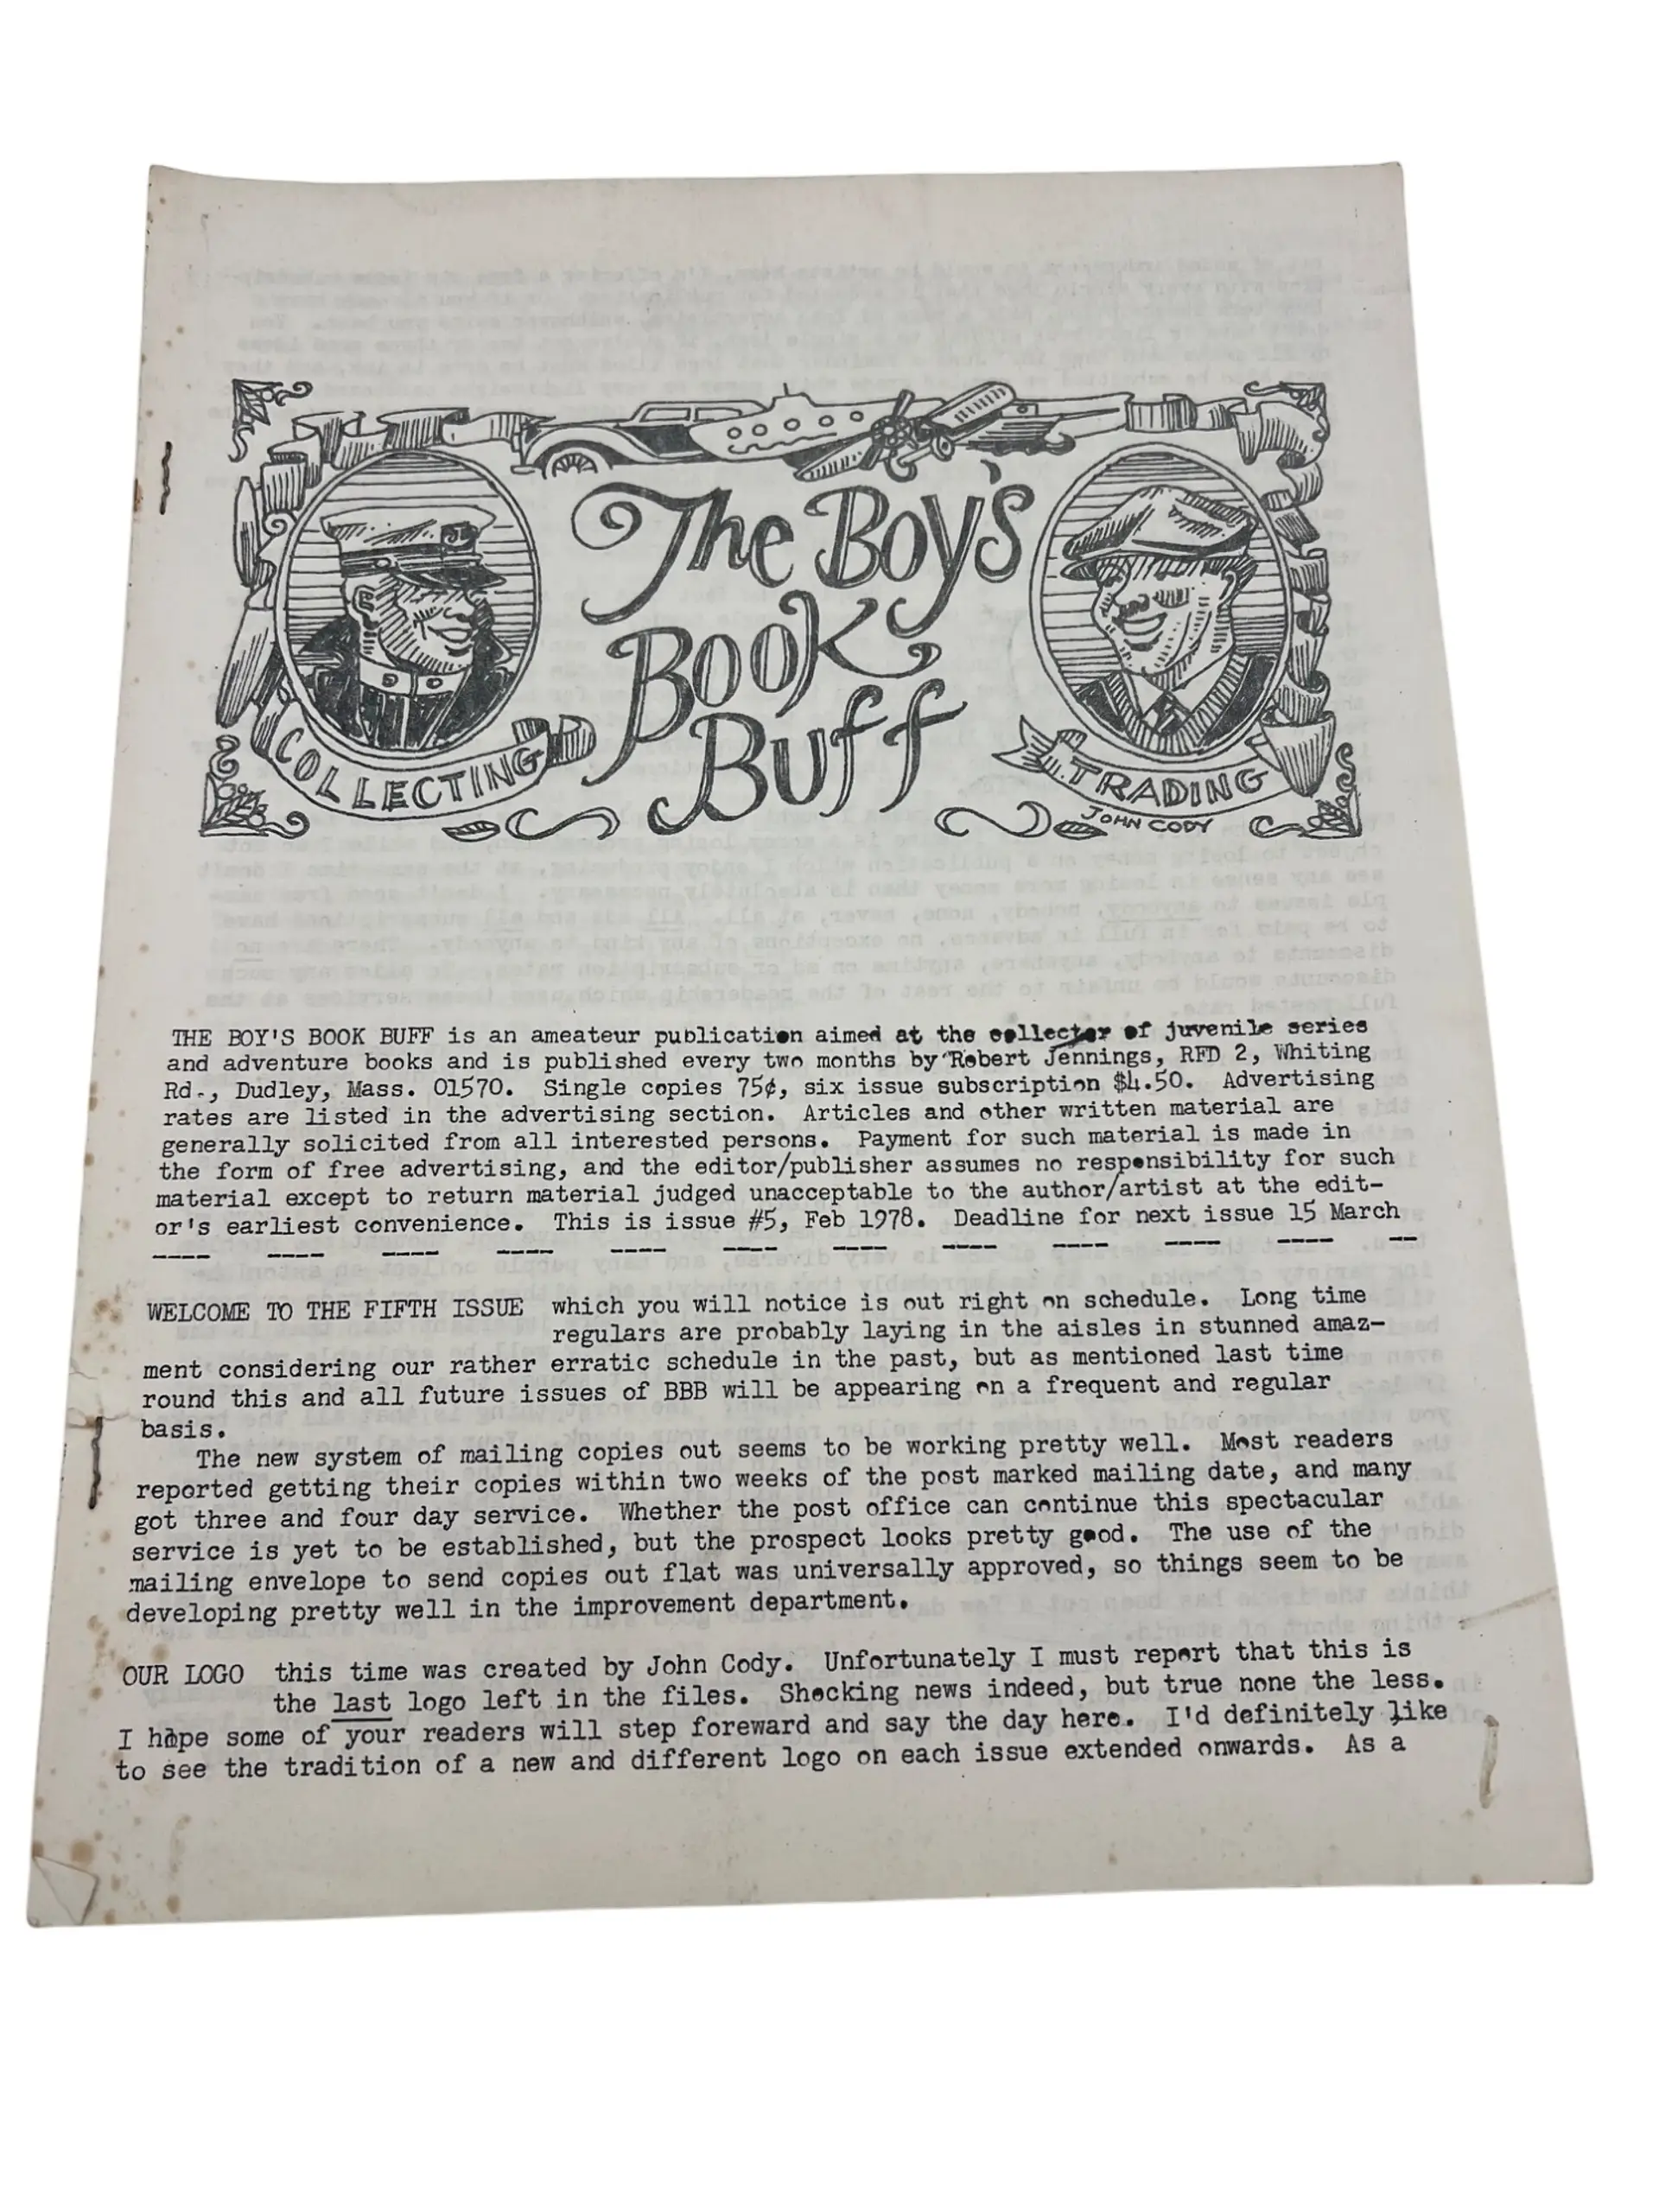 The Boy's
Book
Buff
COLLECTING
TRADING
JOHN CODY
THE BOY'S BOOK BUFF is an ameateur publication aimed at the collector of juvenile series
and adventure books and is published every two months by Robert Jennings, RFD 2, Whiting
Rd., Dudley, Mass. 01570. Single copies 75¢, six issue subscription $4.50. Advertising
rates are listed in the advertising section. Articles and other written material are
generally solicited from all interested persons. Payment for such material is made in
the form of free advertising, and the editor/publisher assumes no responsibility for such
material except to return material judged unacceptable to the author/artist at the edit-
or's earliest convenience. This is issue #5, Feb 1978. Deadline for next issue 15 March
WELCOME TO THE FIFTH ISSUE which you will notice is out right on schedule. Long time
regulars are probably laying in the aisles in stunned amaz-
ment considering our rather erratic schedule in the past, but as mentioned last time
round this and all future issues of BBB will be appearing on a frequent and regular
basis.
The new system of mailing copies out seems to be working pretty well. Most readers
reported getting their copies within two weeks of the post marked mailing date, and many
got three and four day service. Whether the post office can continue this spectacular
service is yet to be established, but the prospect looks pretty good. The use of the
mailing envelope to send copies out flat was universally approved, so things seem to be
developing pretty well in the improvement department.
OUR LOGO this time was created by John Cody. Unfortunately I must report that this is
the last logo left in the files. Shocking news indeed, but true none the less.
I hope some of your readers will step foreward and say the day here. I'd definitely like
to see the tradition of a new and different logo on each issue extended onwards. As a